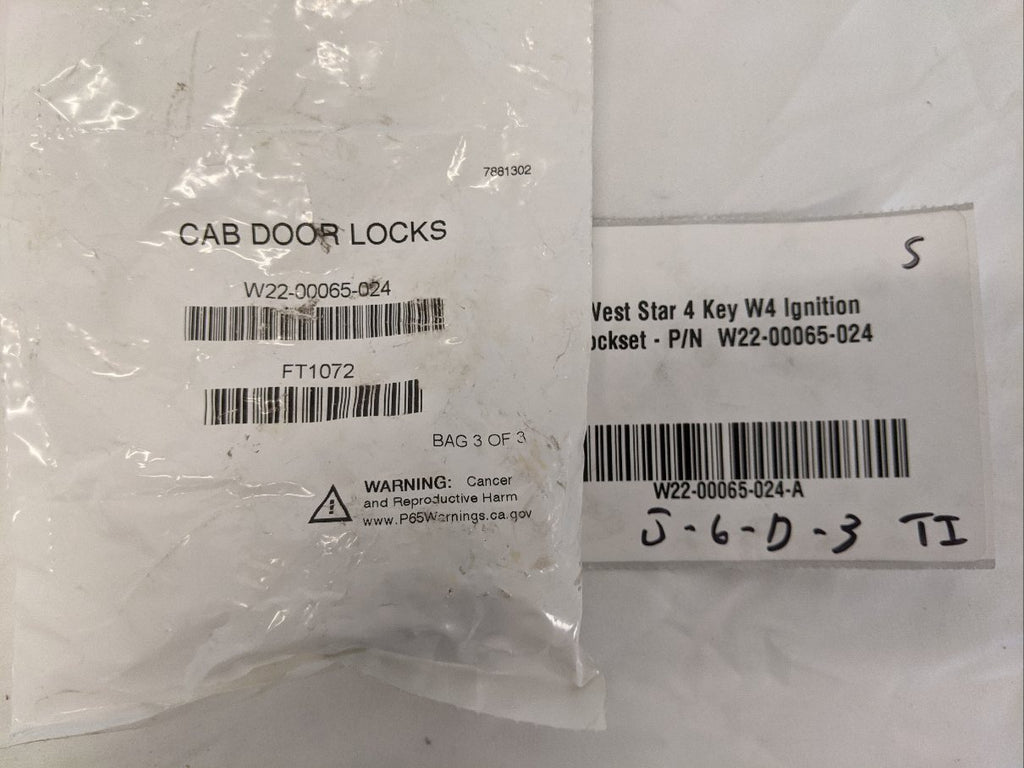 7881302
CAB DOOR LOCKS
W22-00065-024
FT1072
BAG 3 OF 3
WARNING: Cancer
and Reproductive Harm
www.P65Warnings.ca.gov
S
West Star 4 Key W4 Ignition
ockset - P/N W22-00065-024
W22-00065-024-A
J-6-D-3 TI